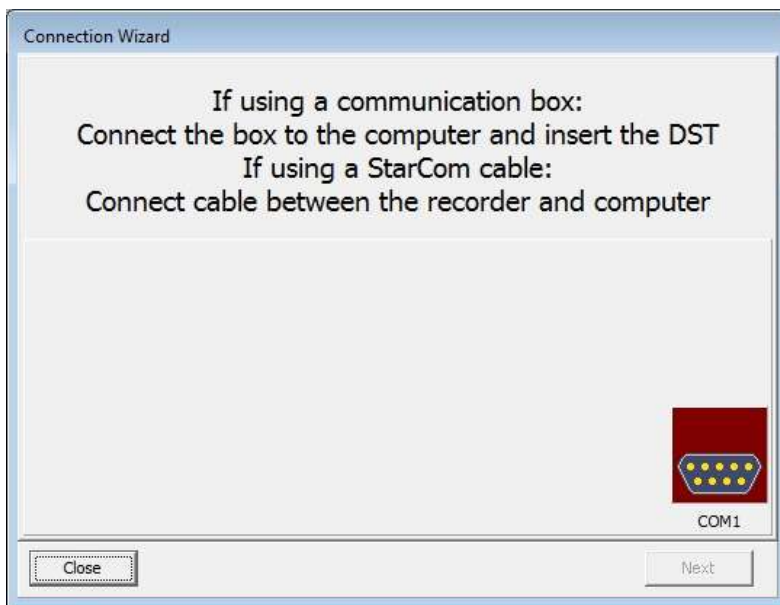 Connection Wizard
If using a communication box:
Connect the box to the computer and insert the DST
If using a StarCom cable:
Connect cable between the recorder and computer
COM1
Close
Next